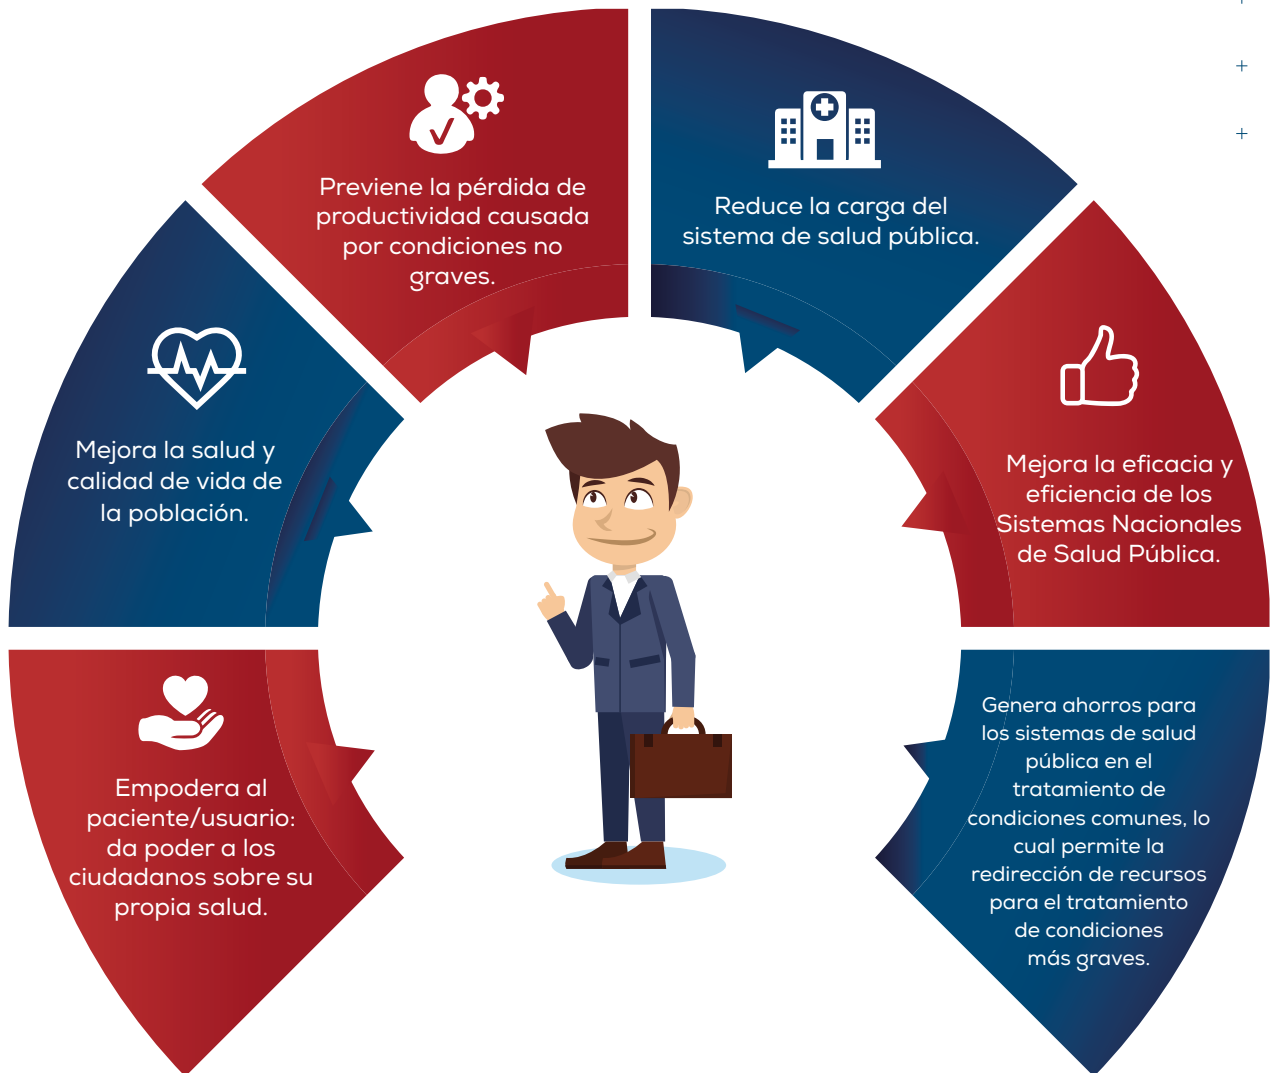 Previene la pérdida de
productividad causada
por condiciones no
graves.
Reduce la carga del
sistema de salud pública.
Mejora la salud y
calidad de vida de
la población.
Mejora la eficacia y
eficiencia de los
Sistemas Nacionales
de Salud Pública.
Empodera al
paciente/usuario:
da poder a los
ciudadanos sobre su
propia salud.
Genera ahorros para
los sistemas de salud
pública en el
tratamiento de
condiciones comunes, lo
cual permite la
redirección de recursos
para el tratamiento
de condiciones
más graves.